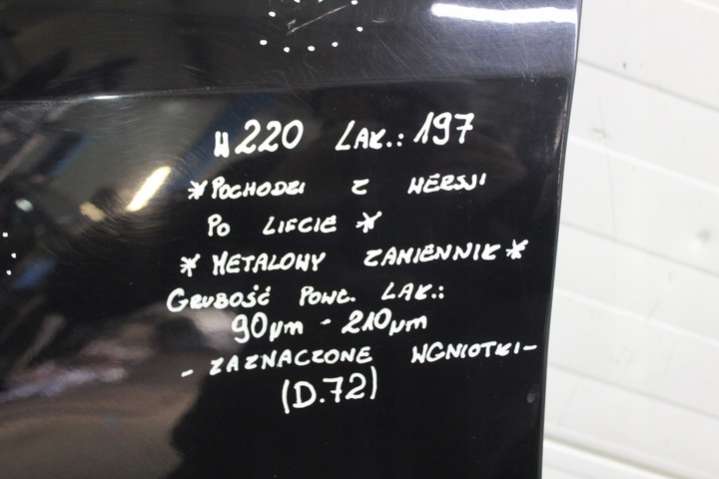 W220 LAK.: 197
*POCHODZI Z WERSJI
PO LIFCIE *
* METALOWY ZAMIENNIK *
GRUBOŚĆ POWŁ. LAK.:
90µm - 210µm
- ZAZNACZONE WGNIOTKI -
(D.72)